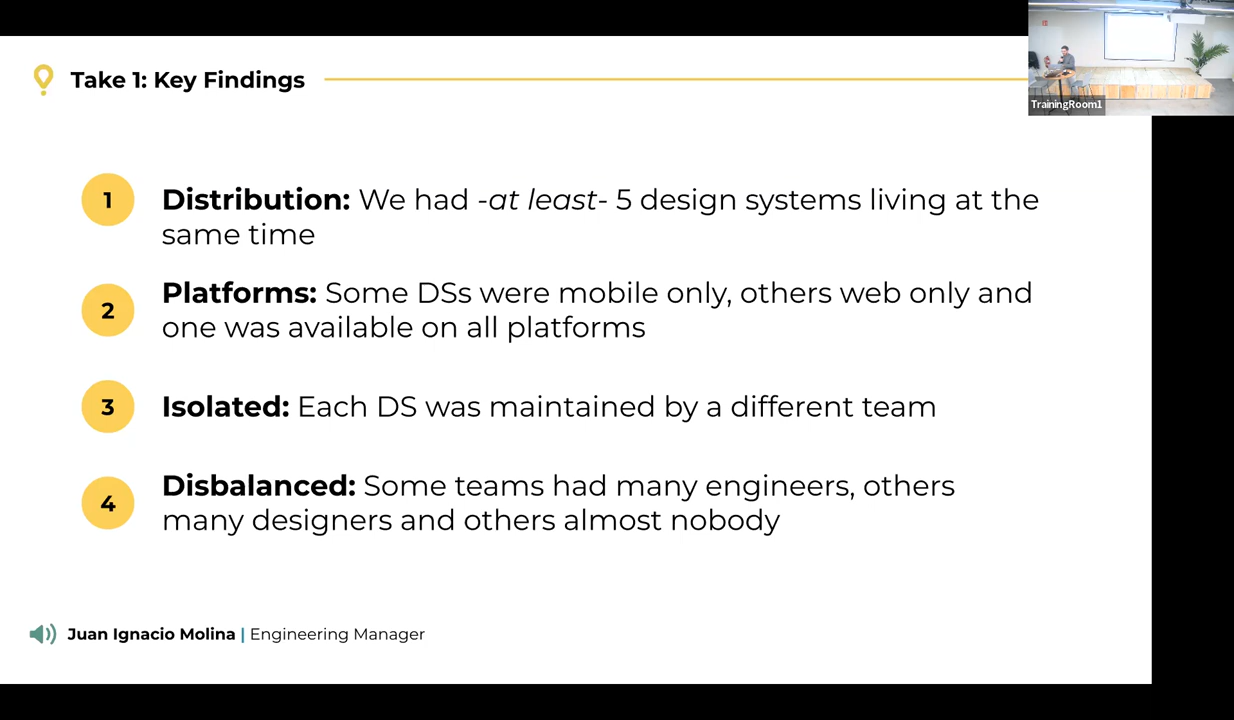 Take 1: Key Findings
TrainingRoom1
1
Distribution: We had -at least- 5 design systems living at the
same time
2
Platforms: Some DSs were mobile only, others web only and
one was available on all platforms
3
Isolated: Each DS was maintained by a different team
4
Disbalanced: Some teams had many engineers, others
many designers and others almost nobody
Juan Ignacio Molina | Engineering Manager